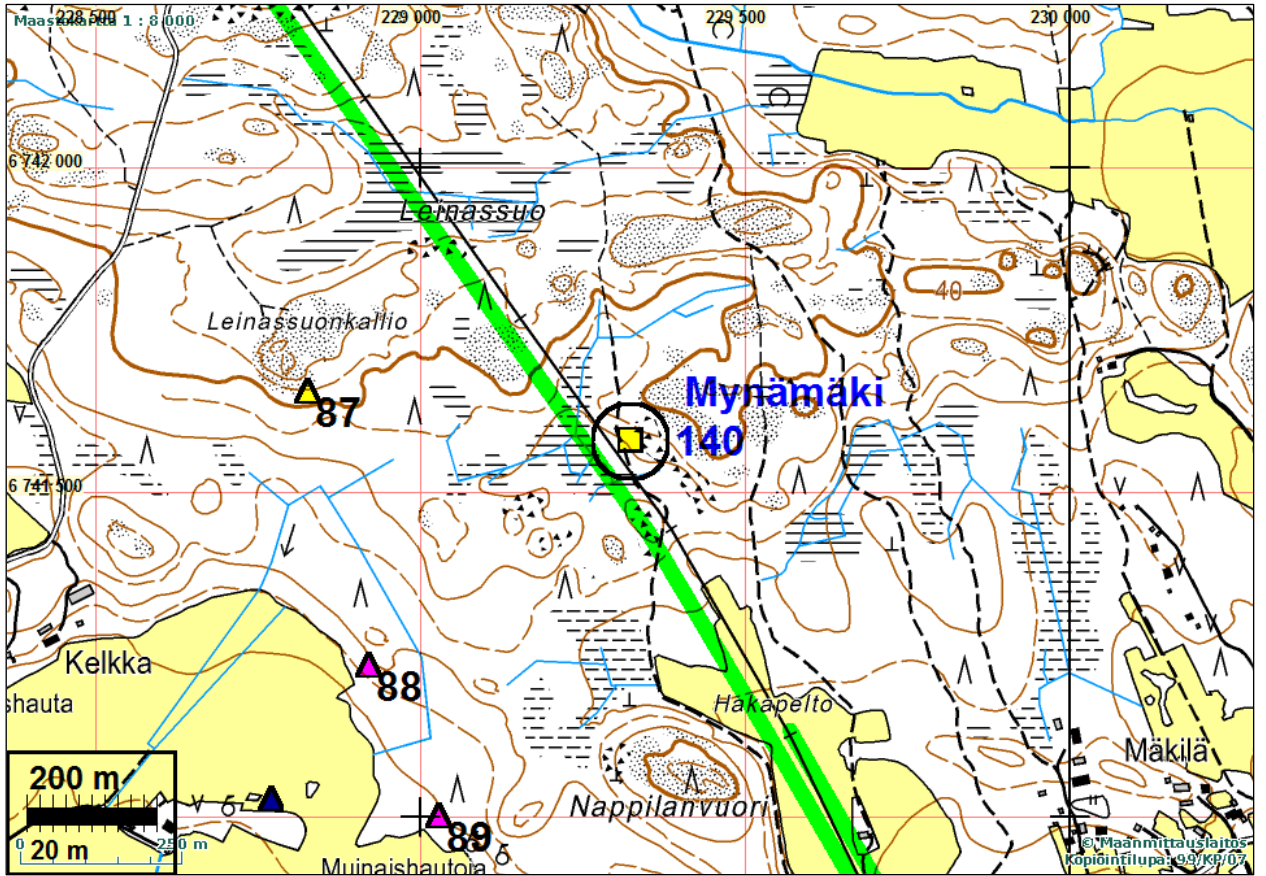 Maastokartta 1 : 8 000
228 500
229 000
229 500
230 000
6 742 000
Leinassuo
40
Leinassuonkallio
87
Mynämäki
140
6 741 500
Kelkka
88
shauta
Hakapelto
Mäkilä
200 m
Nappilanvuori
89
20 m
0
250 m
Muinaishautoja
© Maanmittauslaitos
Kopiointilupa: 99/KP/07